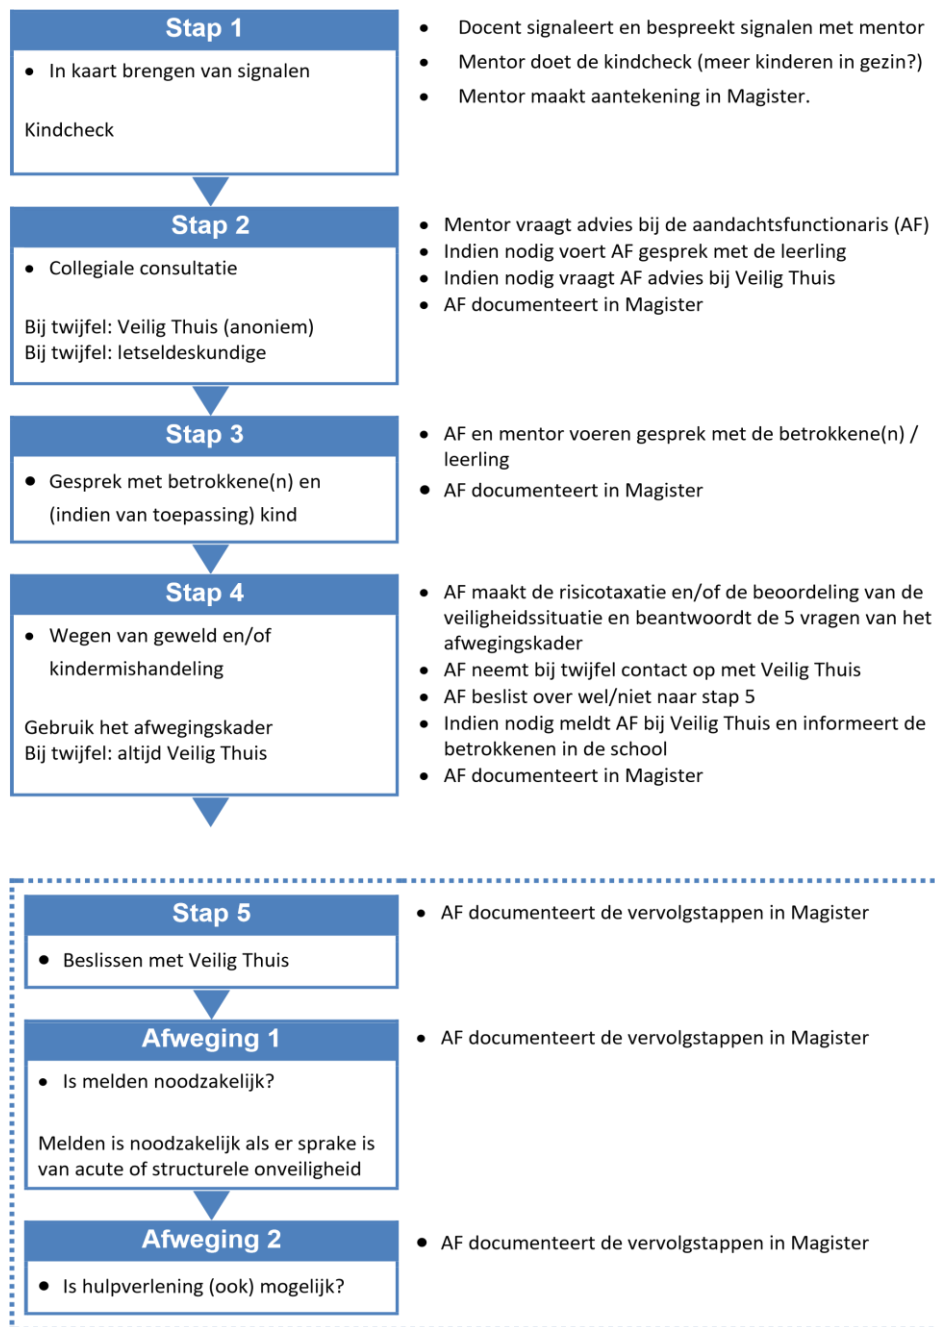 Stap 1
• In kaart brengen van signalen
Kindcheck
• Docent signaleert en bespreekt signalen met mentor
• Mentor doet de kindcheck (meer kinderen in gezin?)
• Mentor maakt aantekening in Magister.
Stap 2
• Collegiale consultatie
Bij twijfel: Veilig Thuis (anoniem)
Bij twijfel: letseldeskundige
• Mentor vraagt advies bij de aandachtsfunctionaris (AF)
• Indien nodig voert AF gesprek met de leerling
• Indien nodig vraagt AF advies bij Veilig Thuis
• AF documenteert in Magister
Stap 3
• Gesprek met betrokkene(n) en
(indien van toepassing) kind
• AF en mentor voeren gesprek met de betrokkene(n) /
leerling
• AF documenteert in Magister
Stap 4
• Wegen van geweld en/of
kindermishandeling
Gebruik het afwegingskader
Bij twijfel: altijd Veilig Thuis
• AF maakt de risicotaxatie en/of de beoordeling van de
veiligheidssituatie en beantwoordt de 5 vragen van het
afwegingskader
• AF neemt bij twijfel contact op met Veilig Thuis
• AF beslist over wel/niet naar stap 5
• Indien nodig meldt AF bij Veilig Thuis en informeert de
betrokkenen in de school
• AF documenteert in Magister
Stap 5
• Beslissen met Veilig Thuis
• AF documenteert de vervolgstappen in Magister
Afweging 1
• Is melden noodzakelijk?
Melden is noodzakelijk als er sprake is
van acute of structurele onveiligheid
• AF documenteert de vervolgstappen in Magister
Afweging 2
• Is hulpverlening (ook) mogelijk?
• AF documenteert de vervolgstappen in Magister